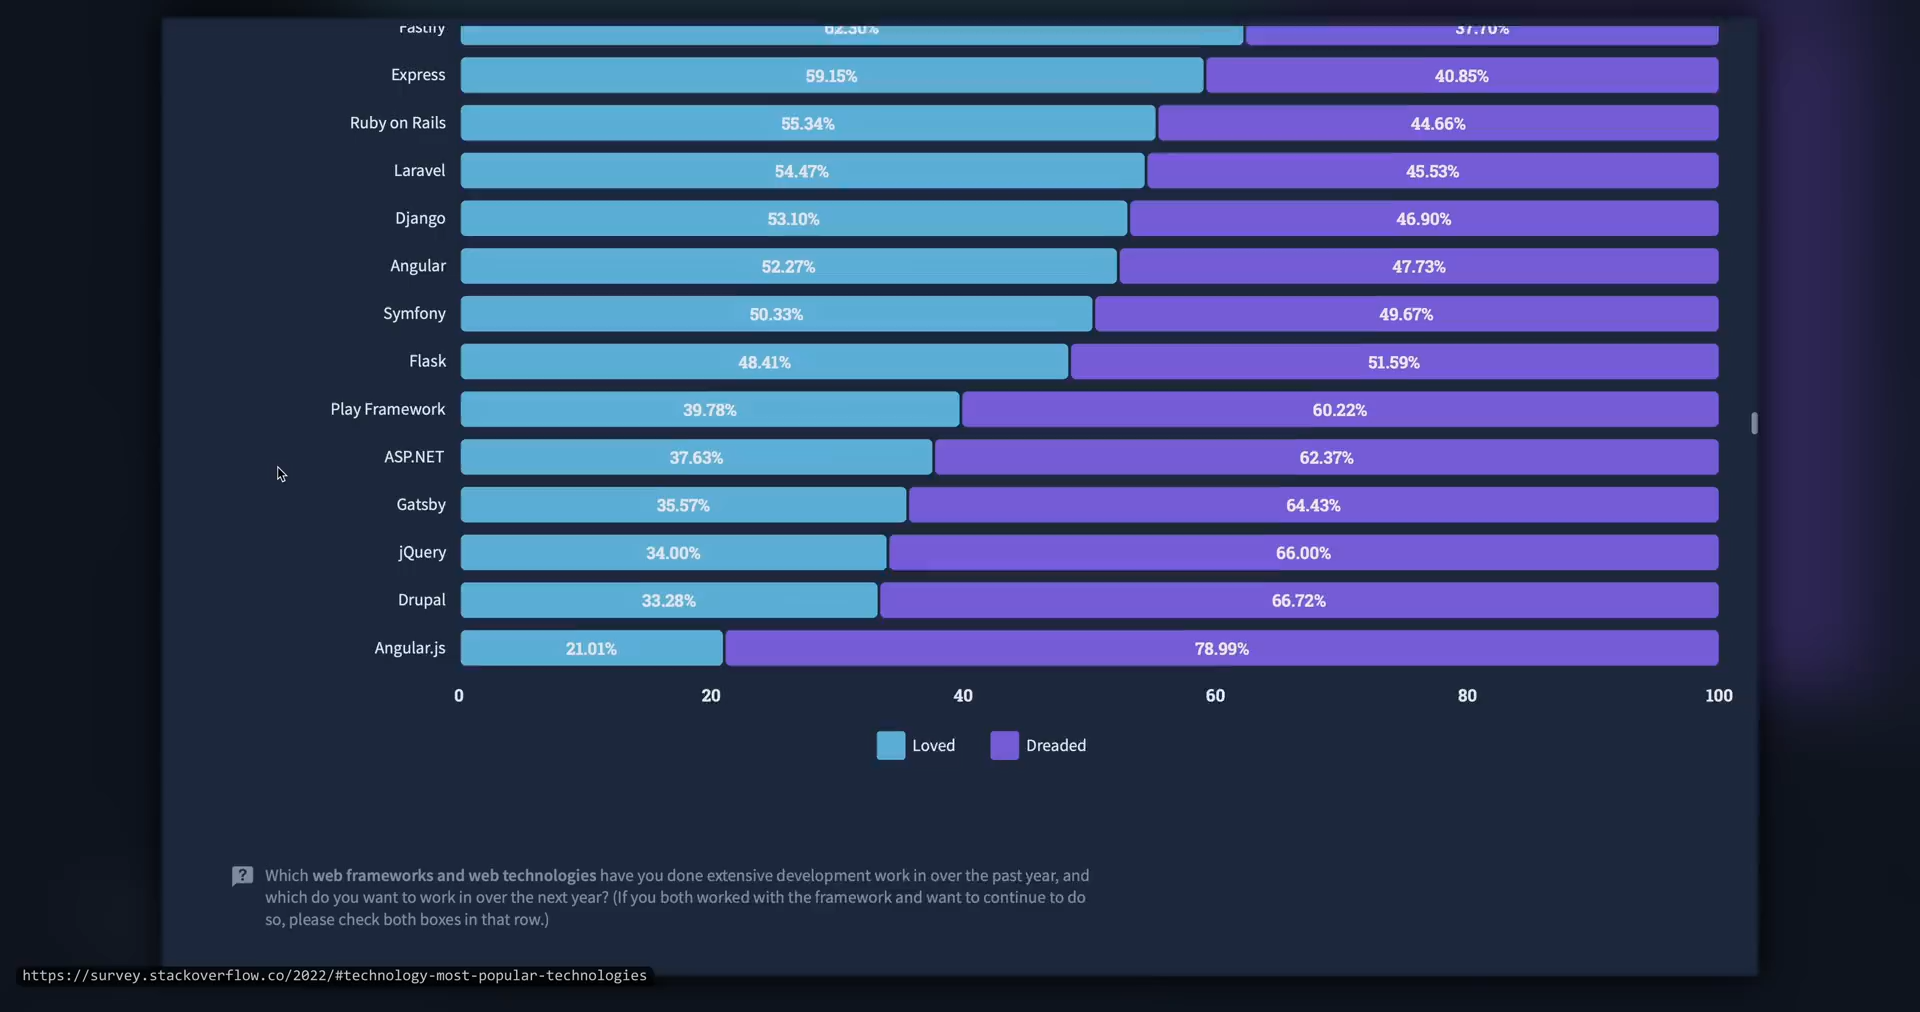 Fastify 62.30% 37.70%
Express 59.15% 40.85%
Ruby on Rails 55.34% 44.66%
Laravel 54.47% 45.53%
Django 53.10% 46.90%
Angular 52.27% 47.73%
Symfony 50.33% 49.67%
Flask 48.41% 51.59%
Play Framework 39.78% 60.22%
ASP.NET 37.63% 62.37%
Gatsby 35.57% 64.43%
jQuery 34.00% 66.00%
Drupal 33.28% 66.72%
Angular.js 21.01% 78.99%
0 20 40 60 80 100
Loved Dreaded
? Which web frameworks and web technologies have you done extensive development work in over the past year, and
which do you want to work in over the next year? (If you both worked with the framework and want to continue to do
so, please check both boxes in that row.)
https://survey.stackoverflow.co/2022/#technology-most-popular-technologies